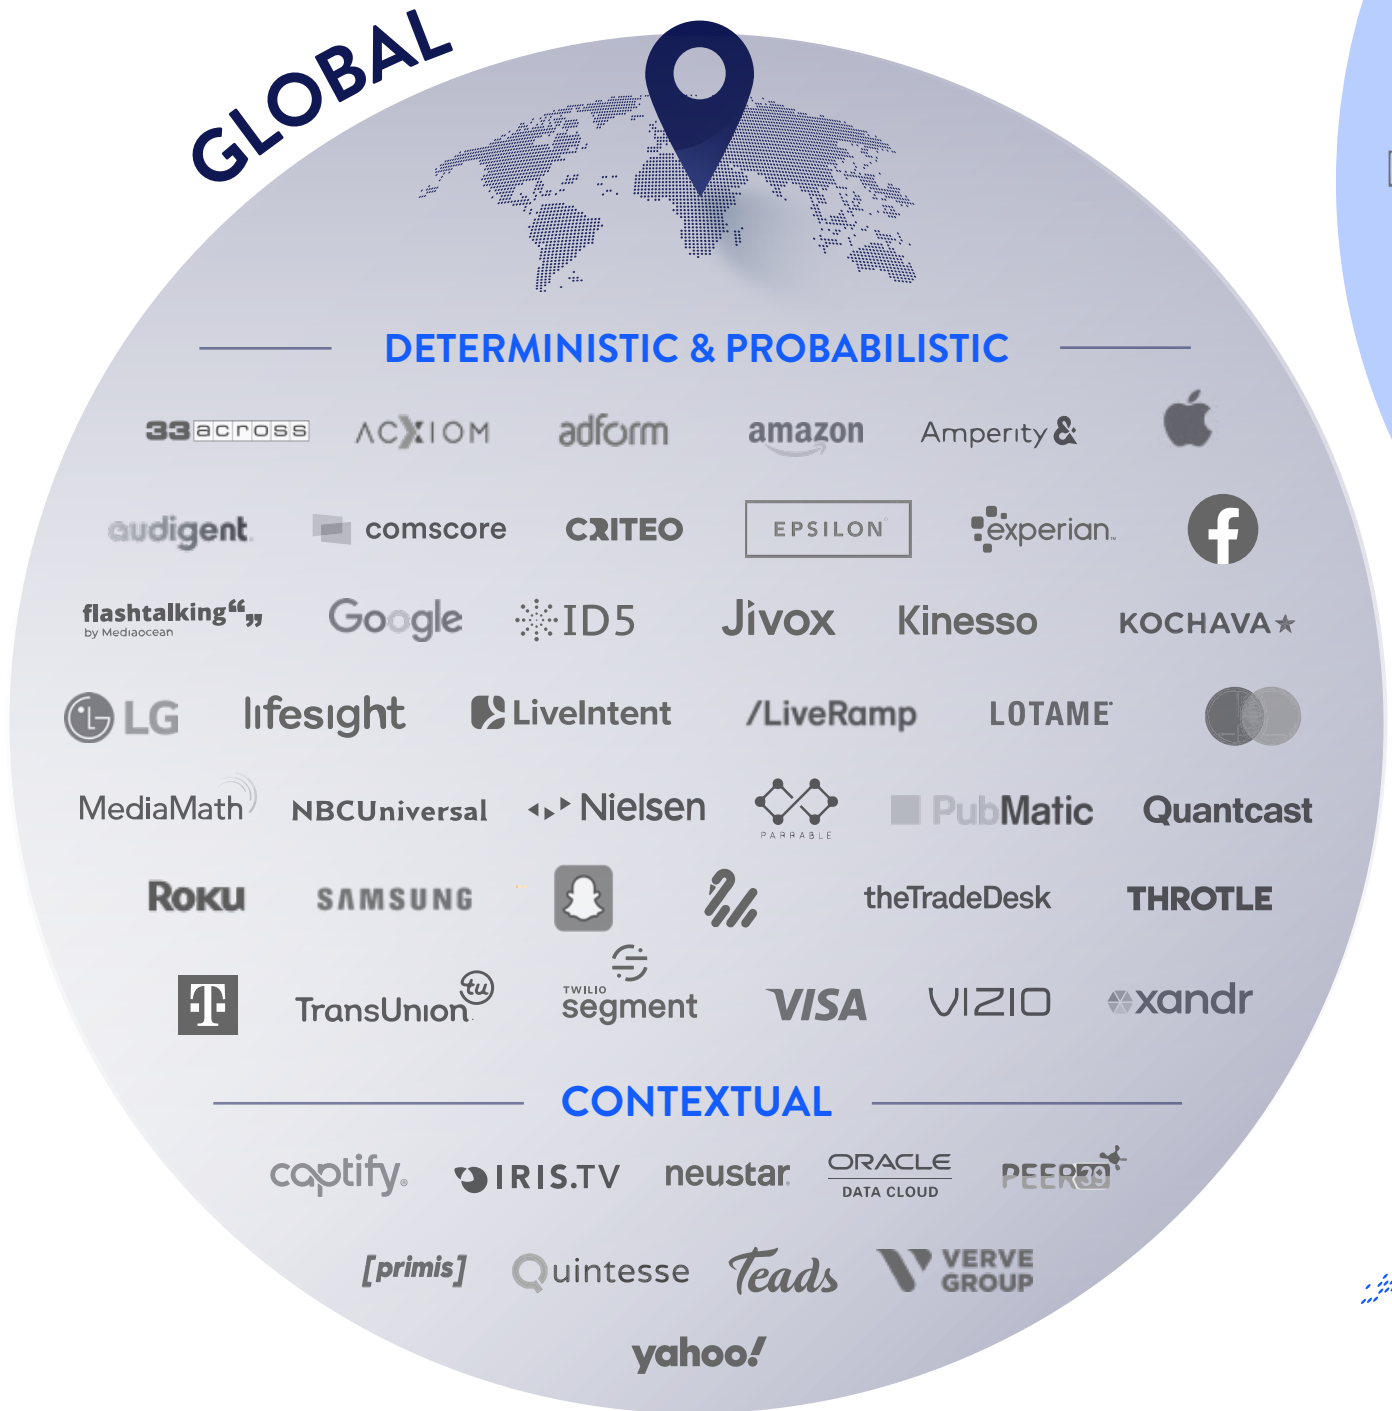 GLOBAL
DETERMINISTIC & PROBABILISTIC
33across ACXIOM adform amazon Amperity &
audigent. comscore CRITEO EPSILON experian. f
flashtalking“„ Google ID5 Jivox Kinesso KOCHAVA
by Mediaocean
LG lifesight LiveIntent /LiveRamp LOTAME
MediaMath NBCUniversal Nielsen PARRABLE PubMatic Quantcast
ROKU SAMSUNG theTradeDesk THROTLE
T TransUnion tu TWILIO segment VISA VIZIO xandr
CONTEXTUAL
captify. IRIS.TV neustar. ORACLE PEER39
DATA CLOUD
[primis] Quintesse Teads VERVE
GROUP
yahoo!